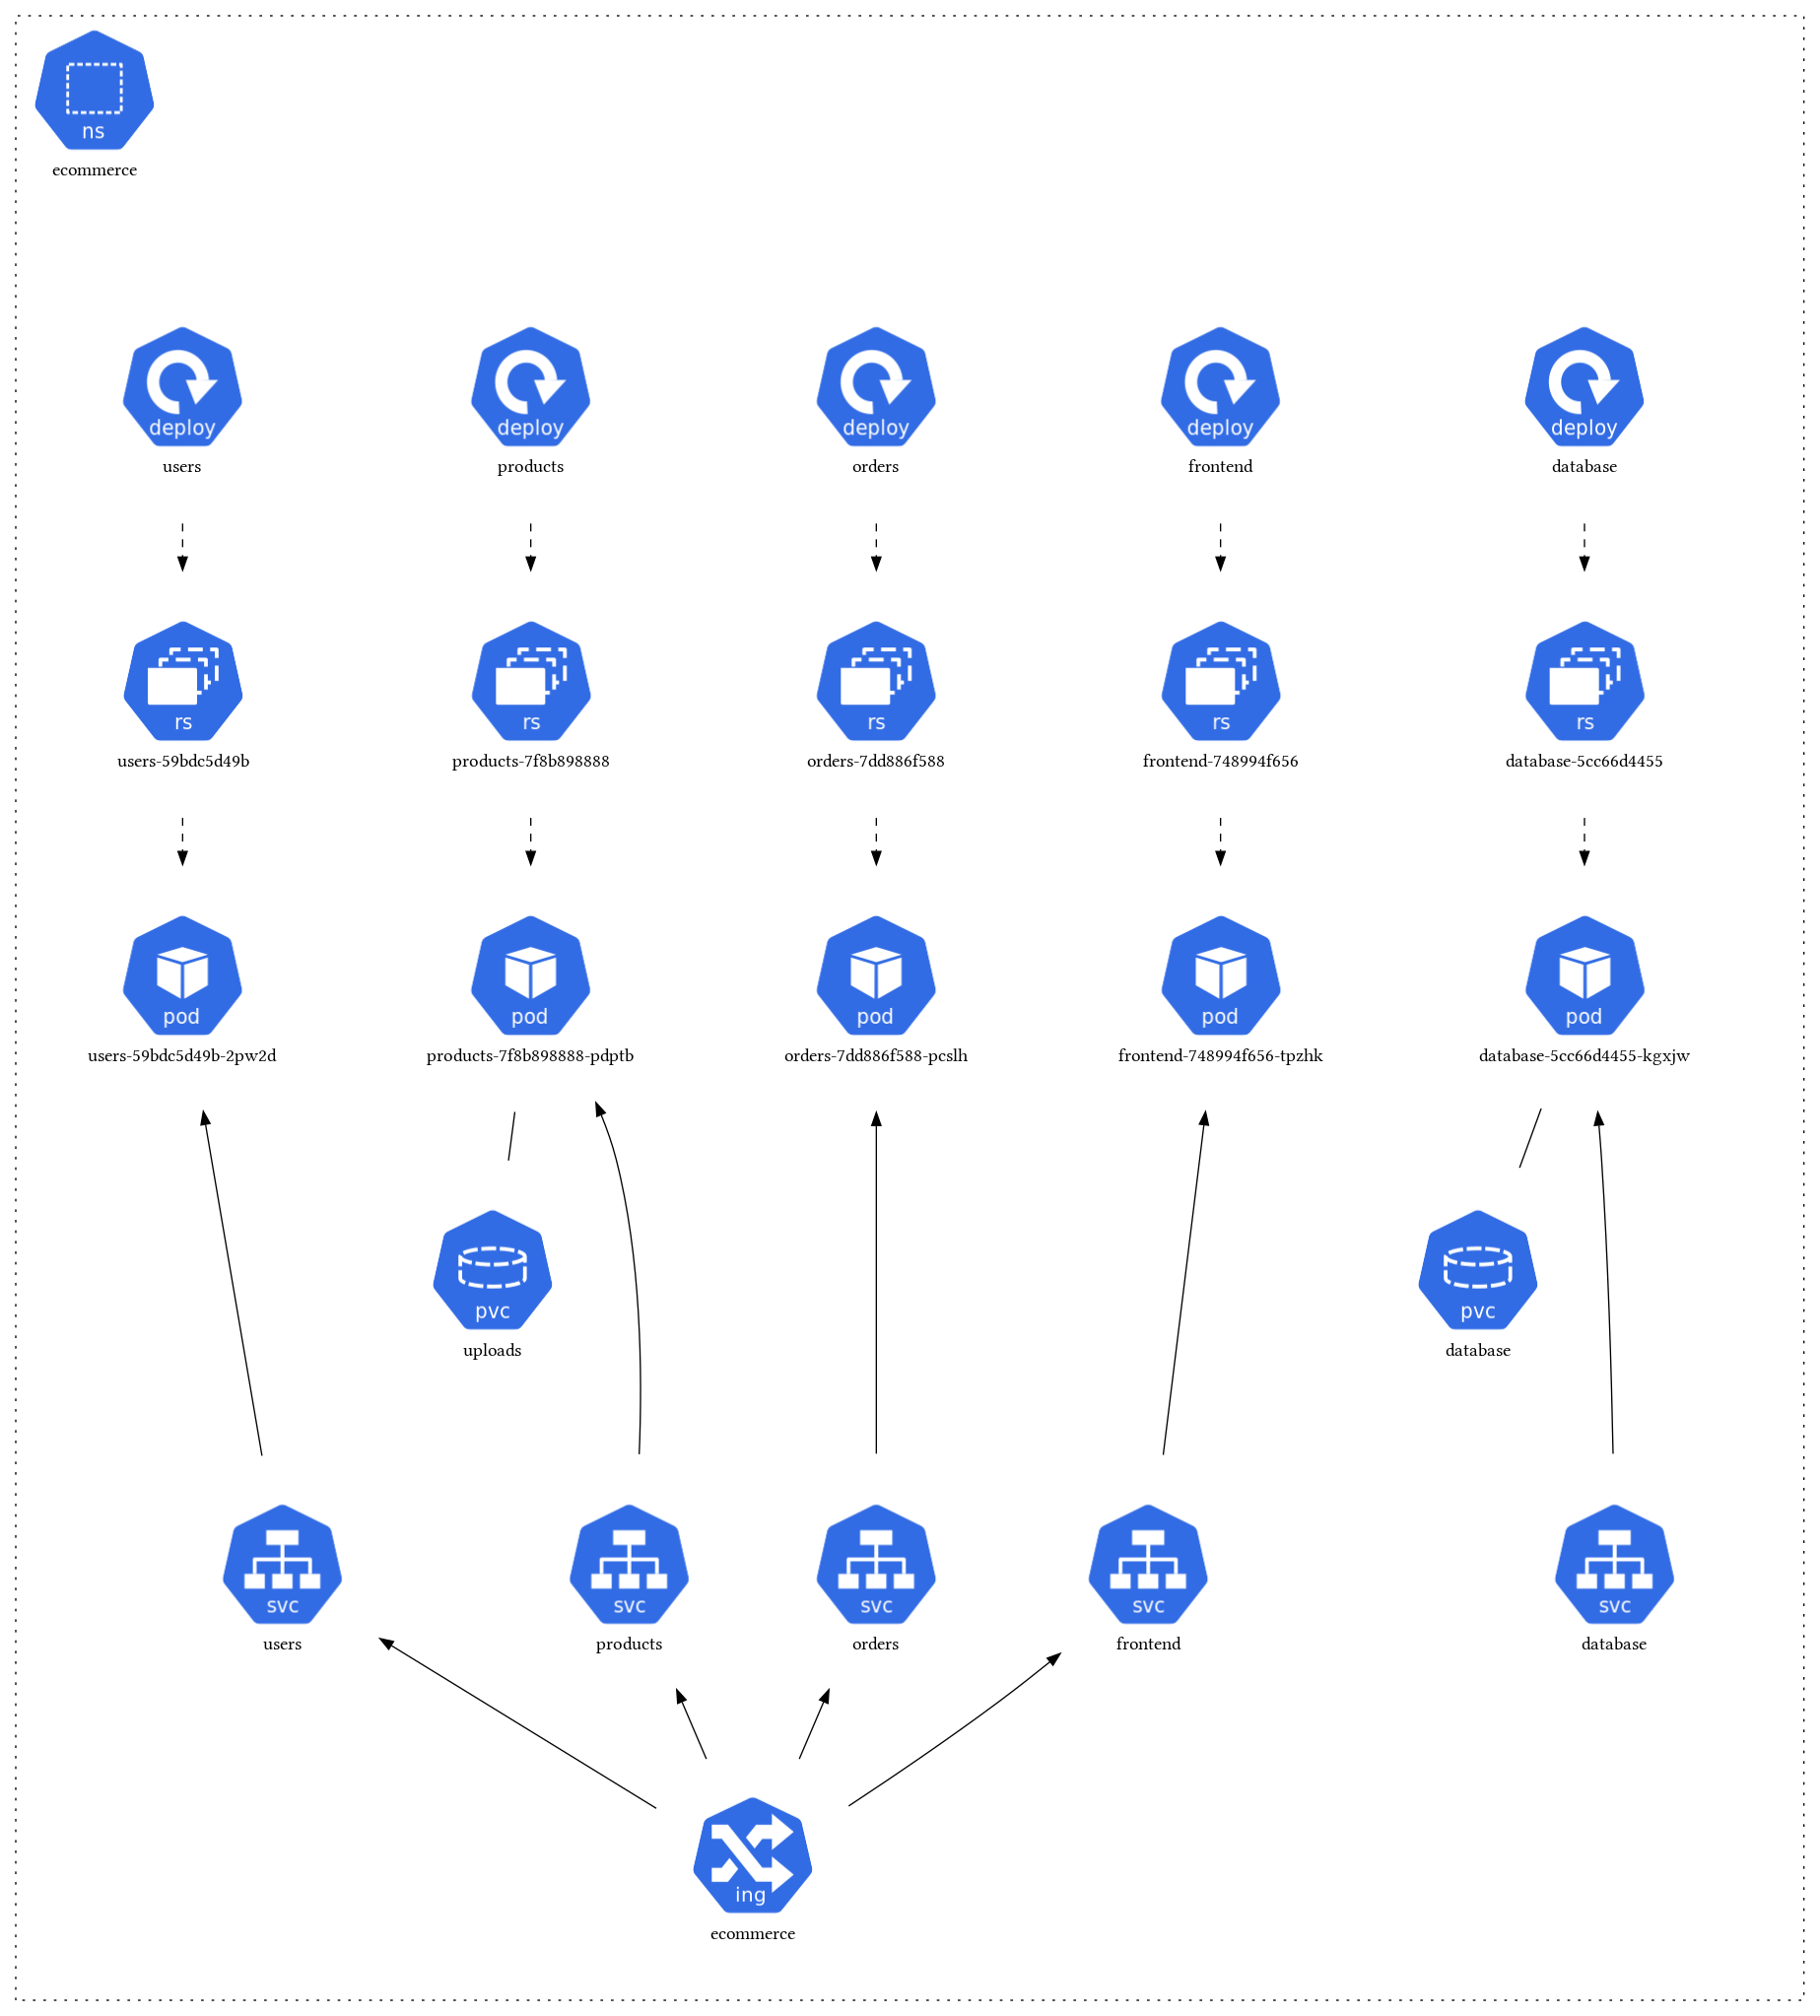 ns
ecommerce
deploy deploy deploy deploy deploy
users products orders frontend database
rs rs rs rs rs
users-59bdc5d49b products-7f8b898888 orders-7dd886f588 frontend-748994f656 database-5cc66d4455
pod pod pod pod pod
users-59bdc5d49b-2pw2d products-7f8b898888-pdptb orders-7dd886f588-pcslh frontend-748994f656-tpzhk database-5cc66d4455-kgxjw
pvc pvc
uploads database
svc svc svc svc svc
users products orders frontend database
ing
ecommerce